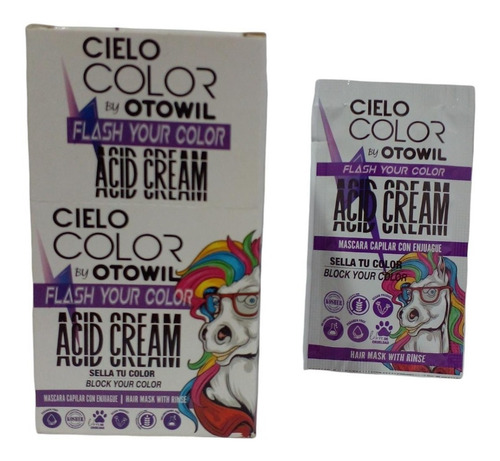 CIELO
COLOR
By OTOWIL
FLASH YOUR COLOR
ACID CREAM
CIELO
COLOR
By OTOWIL
FLASH YOUR COLOR
ACID CREAM
SELLA TU COLOR
BLOCK YOUR COLOR
MASCARA CAPILAR CON ENJUAGUE | HAIR MASK WITH RINSE
CIELO
COLOR
By OTOWIL
FLASH YOUR COLOR
ACID CREAM
MASCARA CAPILAR CON ENJUAGUE
SELLA TU COLOR
BLOCK YOUR COLOR
HAIR MASK WITH RINSE